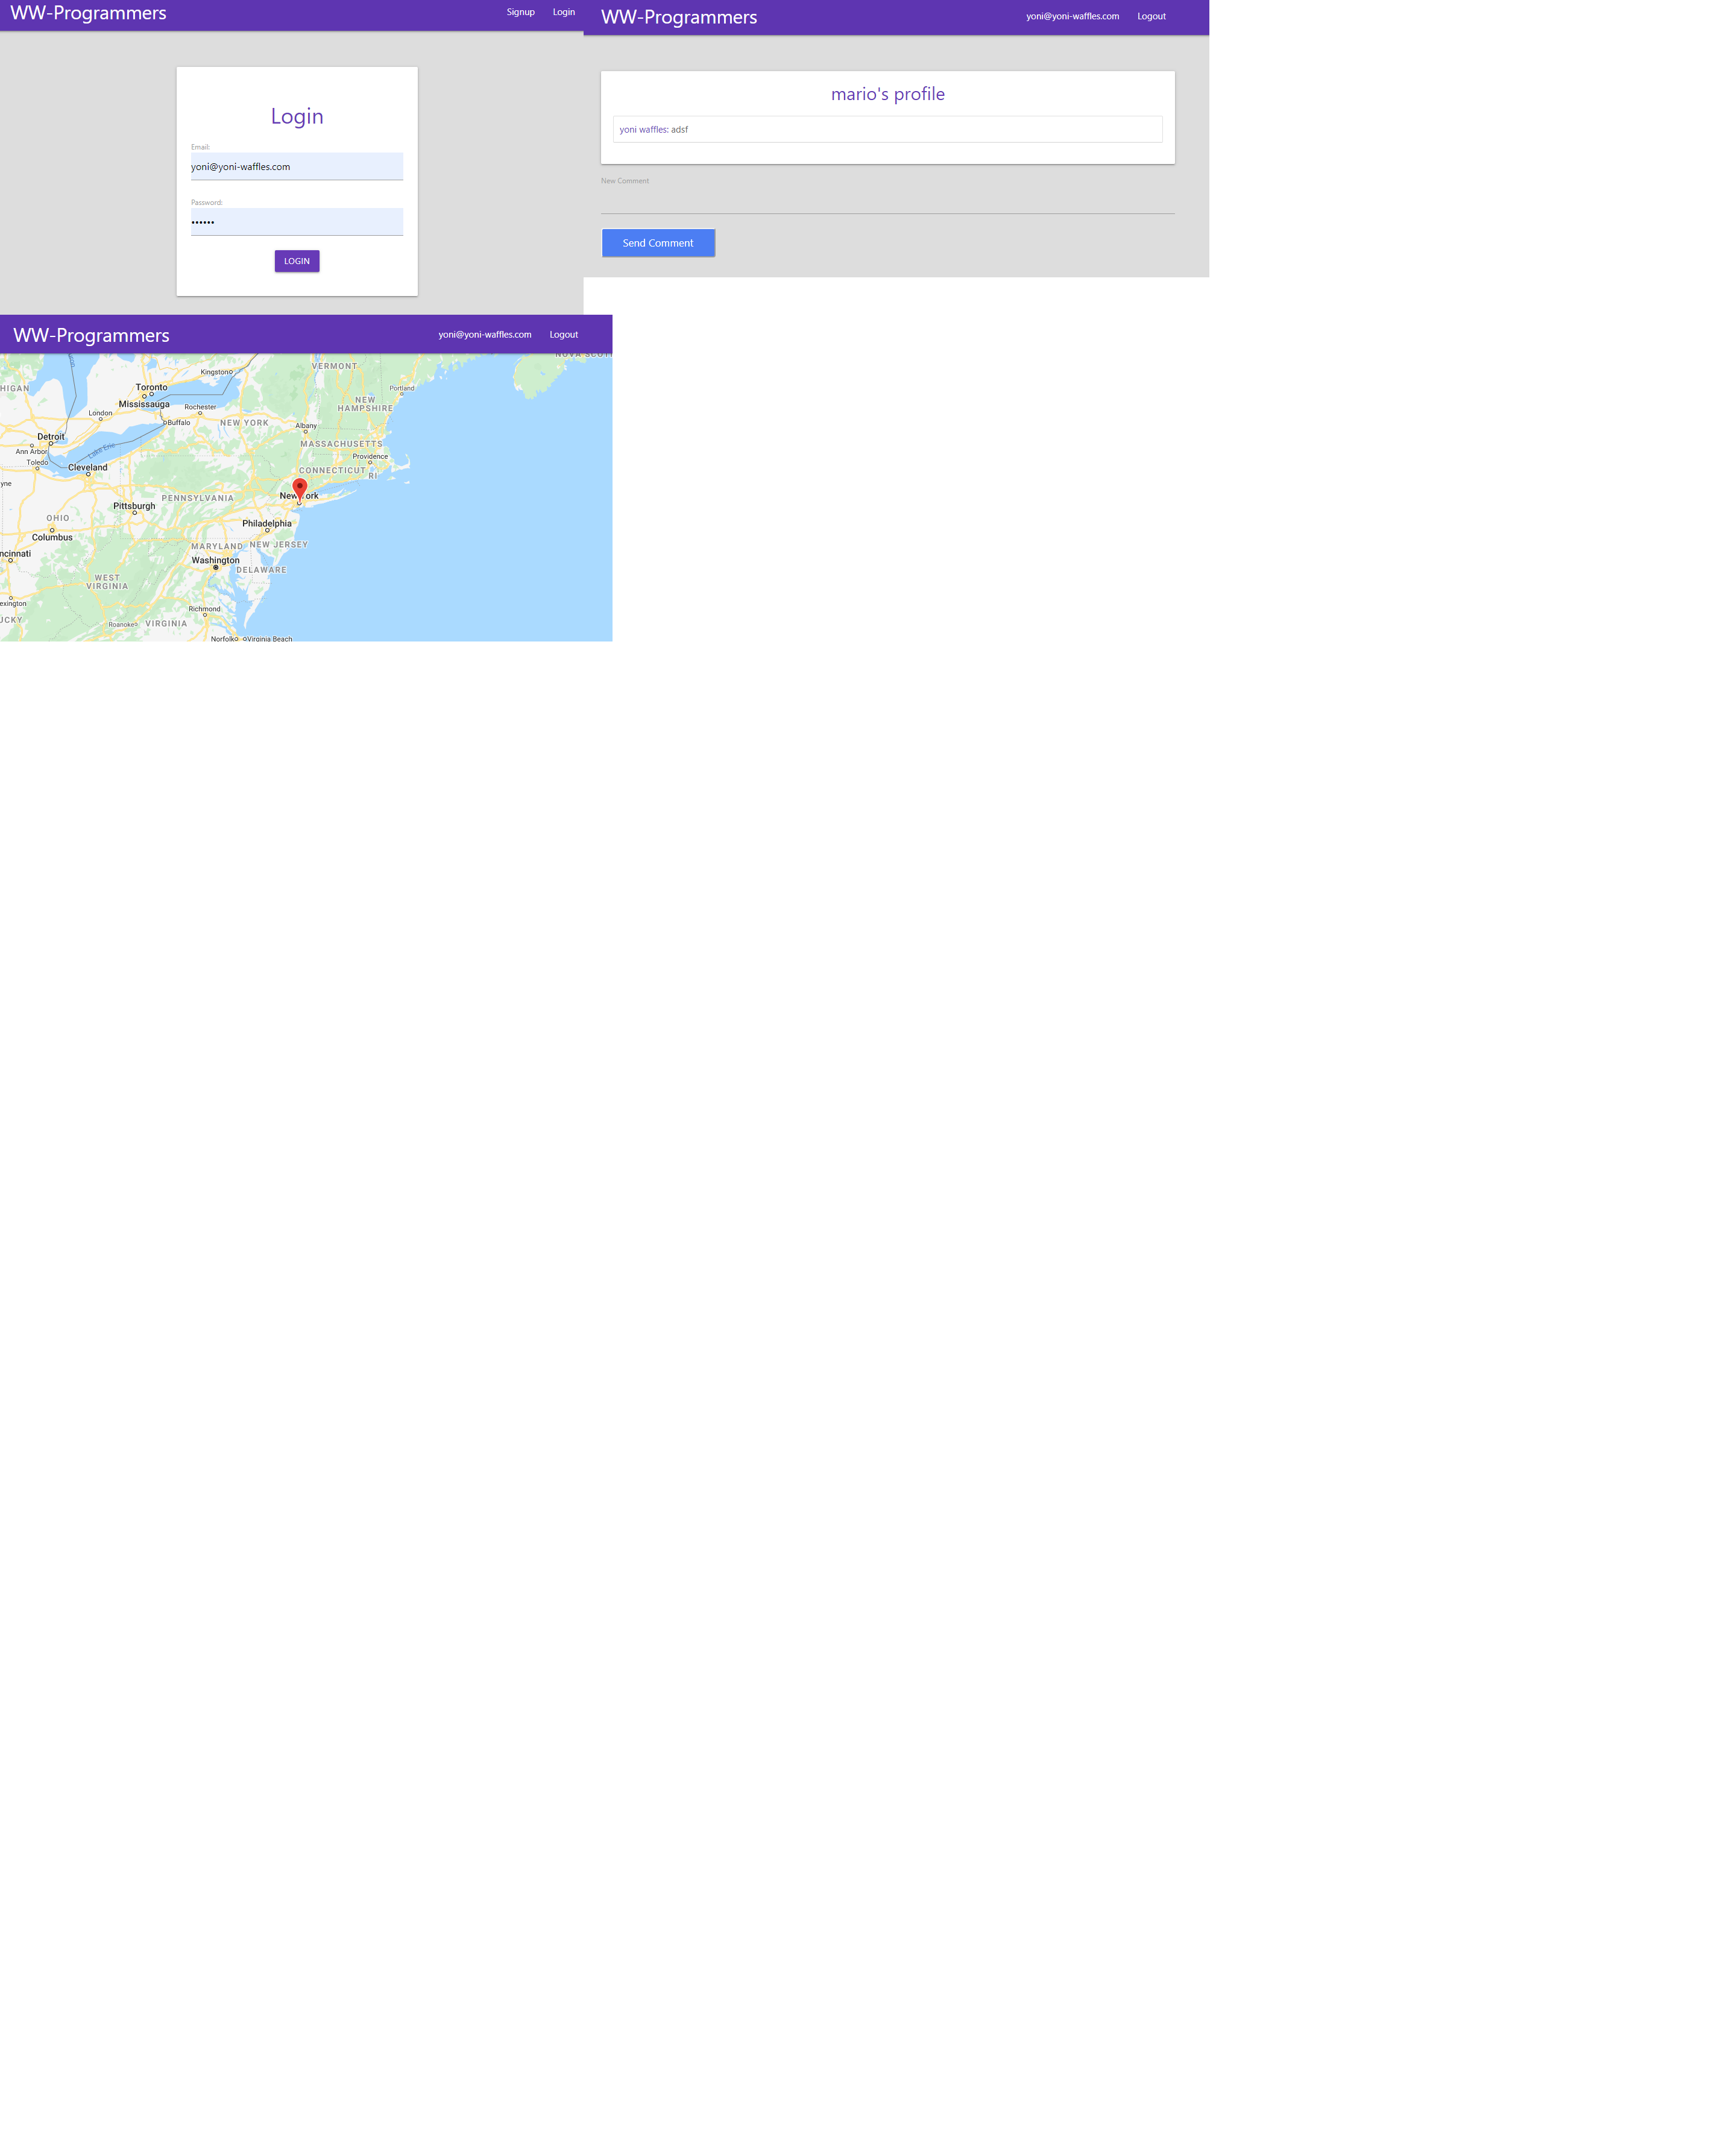 WW-Programmers
Signup Login
Login
Email:
yoni@yoni-waffles.com
Password:
••••••
LOGIN
WW-Programmers
yoni@yoni-waffles.com Logout
mario's profile
yoni waffles: adsf
New Comment
Send Comment
WW-Programmers
yoni@yoni-waffles.com Logout
NOVA SCOT
VERMONT
Kingston
HIGAN
Toronto
Portland
NEW
HAMPSHIRE
Mississauga
Rochester
London
Buffalo
NEW YORK
Albany
Detroit
MASSACHUSETTS
Ann Arbor
Lake Erie
Providence
Toledo
Cleveland
CONNECTICUT
RI
yne
PENNSYLVANIA
New York
Pittsburgh
OHIO
Philadelphia
Columbus
MARYLAND
NEW JERSEY
ncinnati
Washington
DELAWARE
WEST
VIRGINIA
exington
Richmond
UCKY
Roanoke
VIRGINIA
Norfolk
Virginia Beach